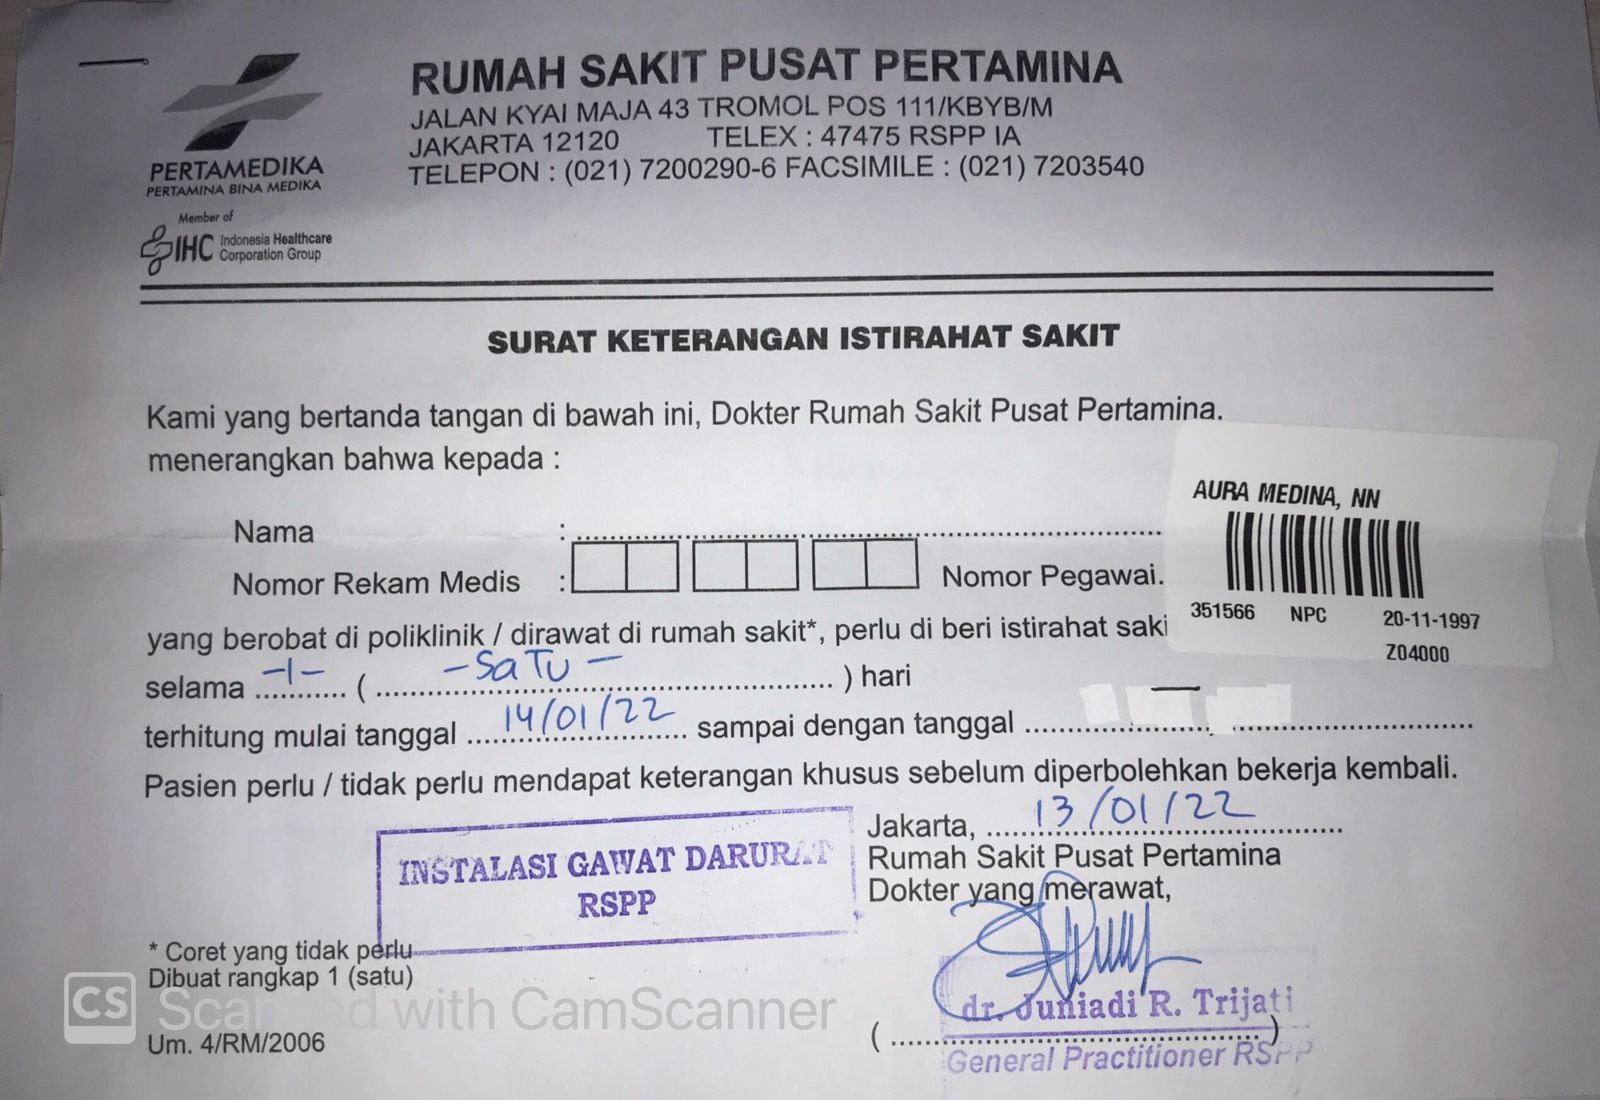 RUMAH SAKIT PUSAT PERTAMINA
JALAN KYAI MAJA 43 TROMOL POS 111/KBYB/M
JAKARTA 12120 TELEX : 47475 RSPP IA
TELEPON : (021) 7200290-6 FACSIMILE : (021) 7203540
PERTAMEDIKA
PERTAMINA BINA MEDIKA
Member of
IHC Indonesia Healthcare
Corporation Group
SURAT KETERANGAN ISTIRAHAT SAKIT
Kami yang bertanda tangan di bawah ini, Dokter Rumah Sakit Pusat Pertamina.
menerangkan bahwa kepada :
AURA MEDINA, NN
351566 NPC 20-11-1997
Z04000
Nama :
Nomor Rekam Medis : Nomor Pegawai.
yang berobat di poliklinik / dirawat di rumah sakit*, perlu di beri istirahat saki
selama -1- ( -SaTu- ) hari
terhitung mulai tanggal 14/01/22 sampai dengan tanggal
Pasien perlu / tidak perlu mendapat keterangan khusus sebelum diperbolehkan bekerja kembali.
Jakarta, 13/01/22
Rumah Sakit Pusat Pertamina
Dokter yang merawat,
INSTALASI GAWAT DARURAT
RSPP
dr. Juniadi R. Trijati
( )
General Practitioner RSPP
* Coret yang tidak perlu
Dibuat rangkap 1 (satu)
CS Scanned with CamScanner
Um. 4/RM/2006